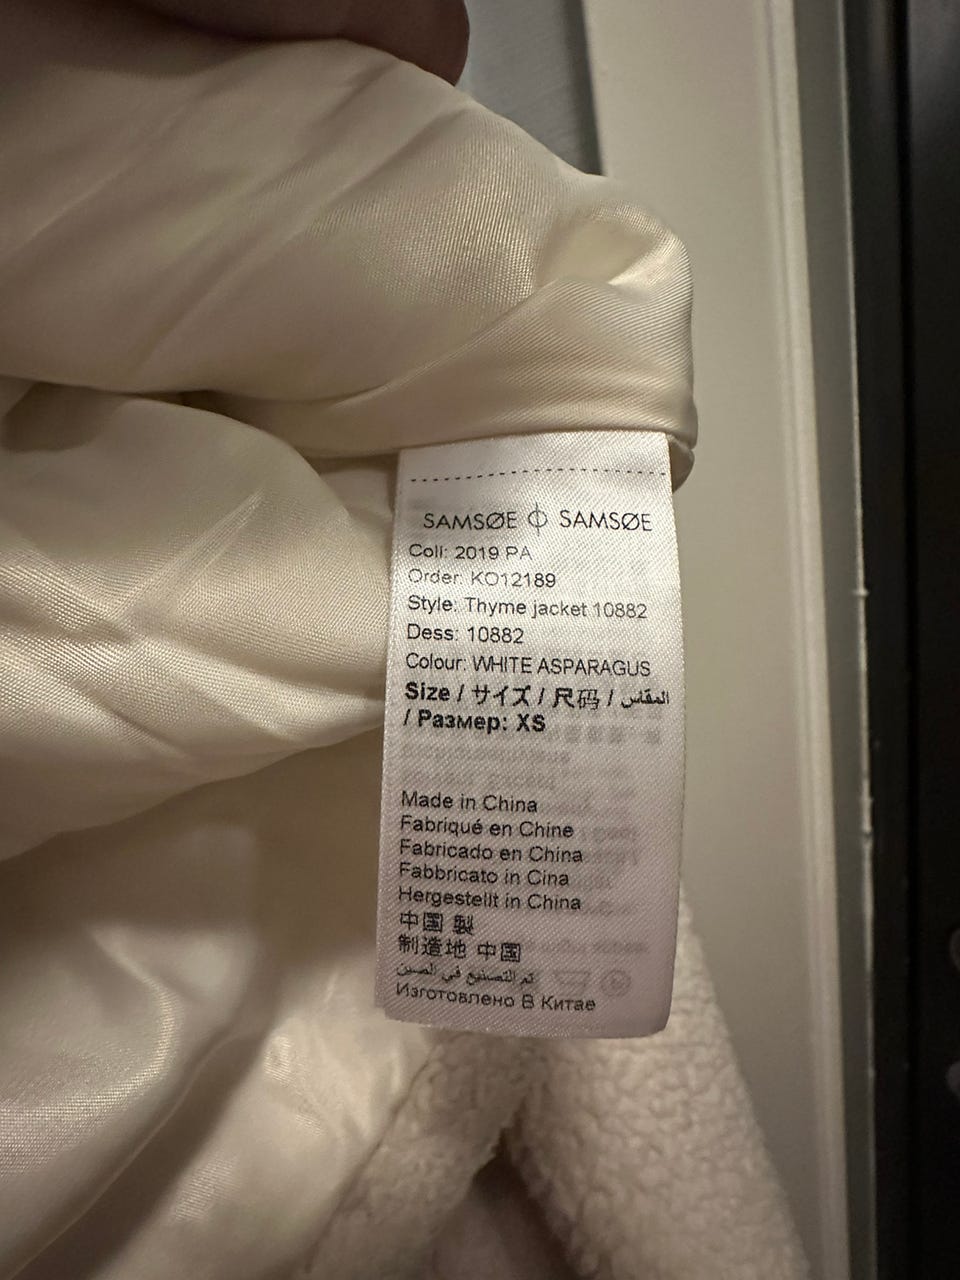 SAMSØE SAMSØE
Coll: 2019 PA
Order: KO12189
Style: Thyme jacket 10882
Dess: 10882
Colour: WHITE ASPARAGUS
Size / サイズ / 尺码 / المقاس
/ Размер: XS
Made in China
Fabriqué en Chine
Fabricado en China
Fabbricato in Cina
Hergestellt in China
中国 製
制造地 中国
تم التصنيع في الصين
Изготовлено В Китае